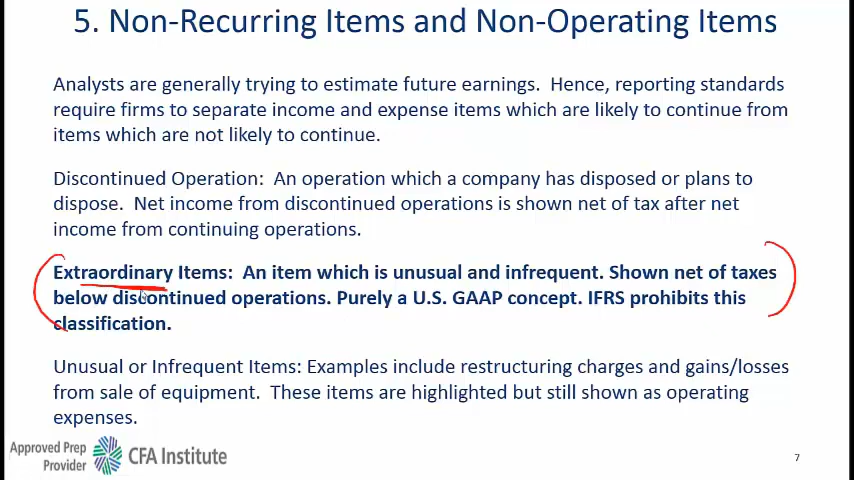 5. Non-Recurring Items and Non-Operating Items
Analysts are generally trying to estimate future earnings.  Hence, reporting standards
require firms to separate income and expense items which are likely to continue from
items which are not likely to continue.
Discontinued Operation:  An operation which a company has disposed or plans to
dispose.  Net income from discontinued operations is shown net of tax after net
income from continuing operations.
Extraordinary Items:  An item which is unusual and infrequent. Shown net of taxes
below discontinued operations. Purely a U.S. GAAP concept. IFRS prohibits this
classification.
Unusual or Infrequent Items: Examples include restructuring charges and gains/losses
from sale of equipment.  These items are highlighted but still shown as operating
expenses.
Approved Prep
Provider
CFA Institute
7